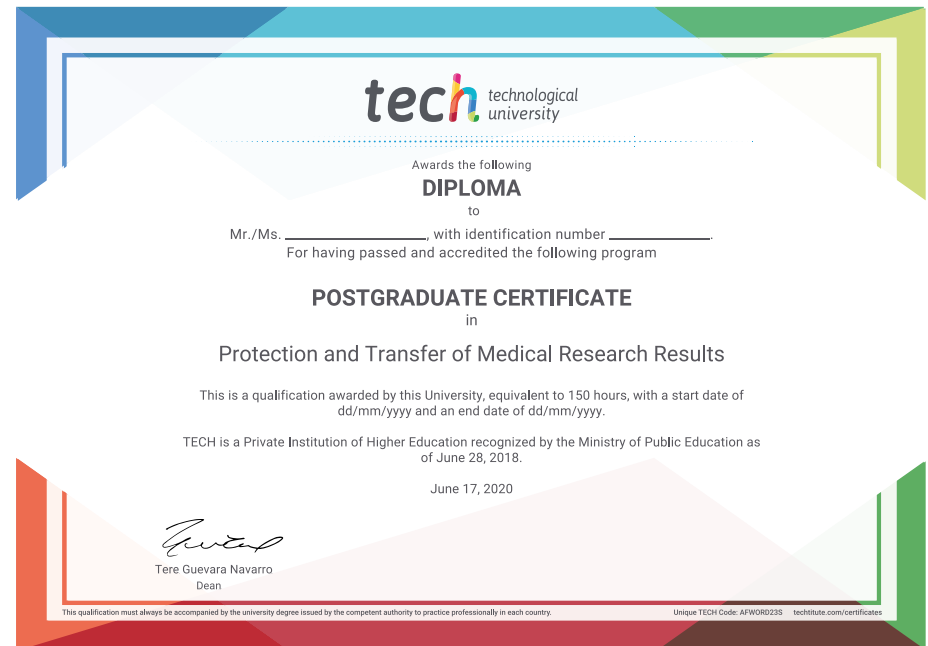 tech technological
university
Awards the following
DIPLOMA
to
Mr./Ms. ____________________, with identification number ______________.
For having passed and accredited the following program
POSTGRADUATE CERTIFICATE
in
Protection and Transfer of Medical Research Results
This is a qualification awarded by this University, equivalent to 150 hours, with a start date of
dd/mm/yyyy and an end date of dd/mm/yyyy.
TECH is a Private Institution of Higher Education recognized by the Ministry of Public Education as
of June 28, 2018.
June 17, 2020
Tere Guevara Navarro
Dean
This qualification must always be accompanied by the university degree issued by the competent authority to practice professionally in each country. Unique TECH Code: AFWORD23S techtitute.com/certificates